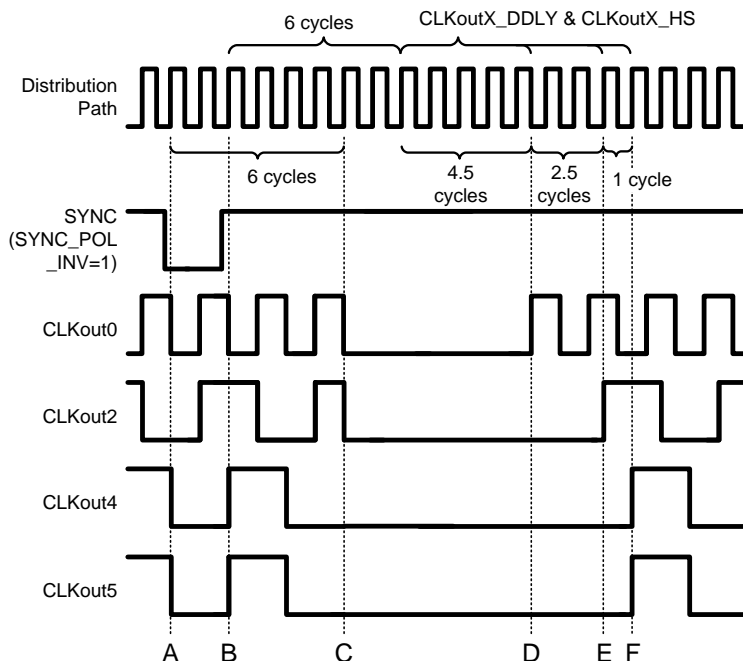 6 cycles
CLKoutX_DDLY & CLKoutX_HS
Distribution
Path
6 cycles
4.5
cycles
2.5
cycles
1 cycle
SYNC
(SYNC_POL
_INV=1)
CLKout0
CLKout2
CLKout4
CLKout5
A B C D E F